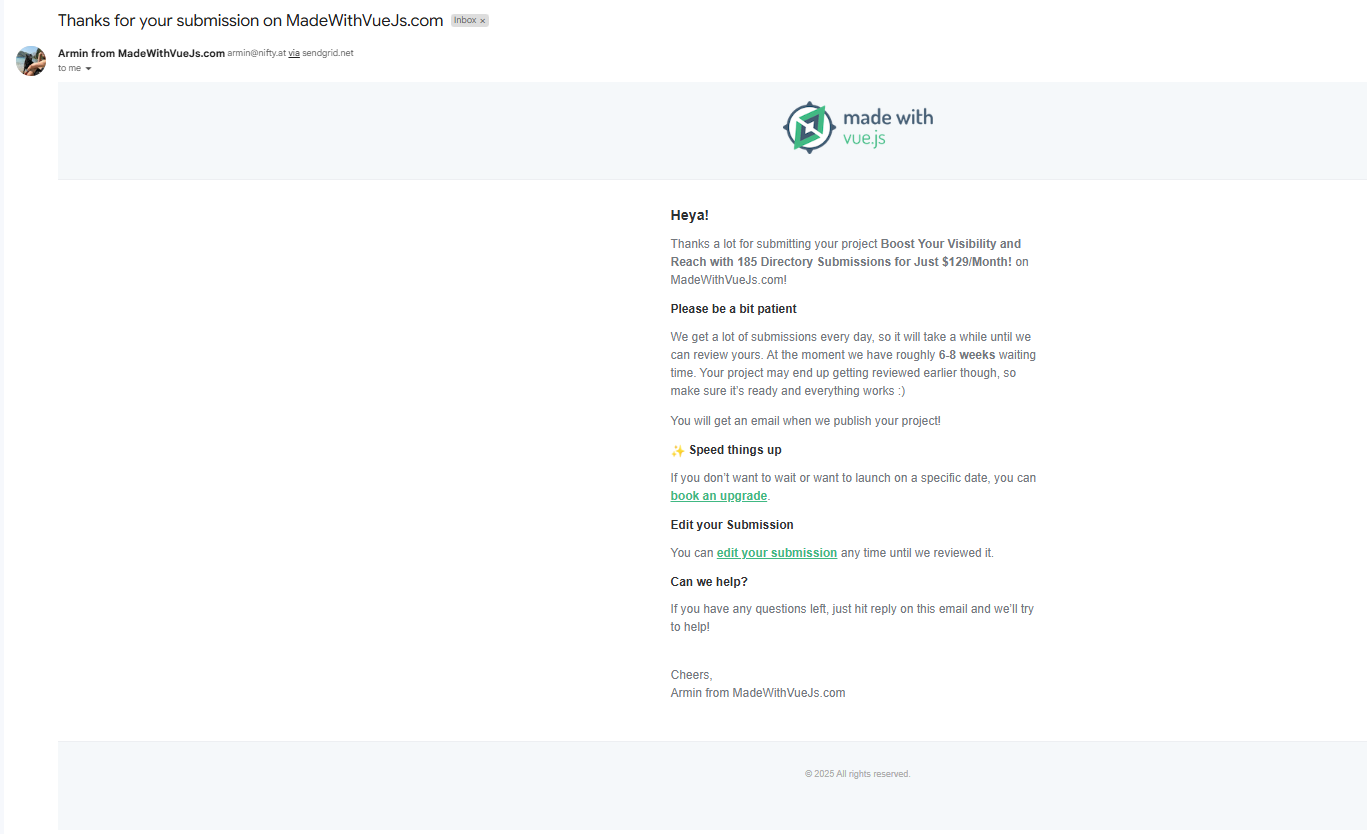 Thanks for your submission on MadeWithVueJs.com Inbox ×
Armin from MadeWithVueJs.com armin@nifty.at via sendgrid.net
to me
made with
vue.js
Heya!
Thanks a lot for submitting your project Boost Your Visibility and
Reach with 185 Directory Submissions for Just $129/Month! on
MadeWithVueJs.com!
Please be a bit patient
We get a lot of submissions every day, so it will take a while until we
can review yours. At the moment we have roughly 6-8 weeks waiting
time. Your project may end up getting reviewed earlier though, so
make sure it’s ready and everything works :)
You will get an email when we publish your project!
✨ Speed things up
If you don’t want to wait or want to launch on a specific date, you can
book an upgrade.
Edit your Submission
You can edit your submission any time until we reviewed it.
Can we help?
If you have any questions left, just hit reply on this email and we’ll try
to help!
Cheers,
Armin from MadeWithVueJs.com
© 2025 All rights reserved.